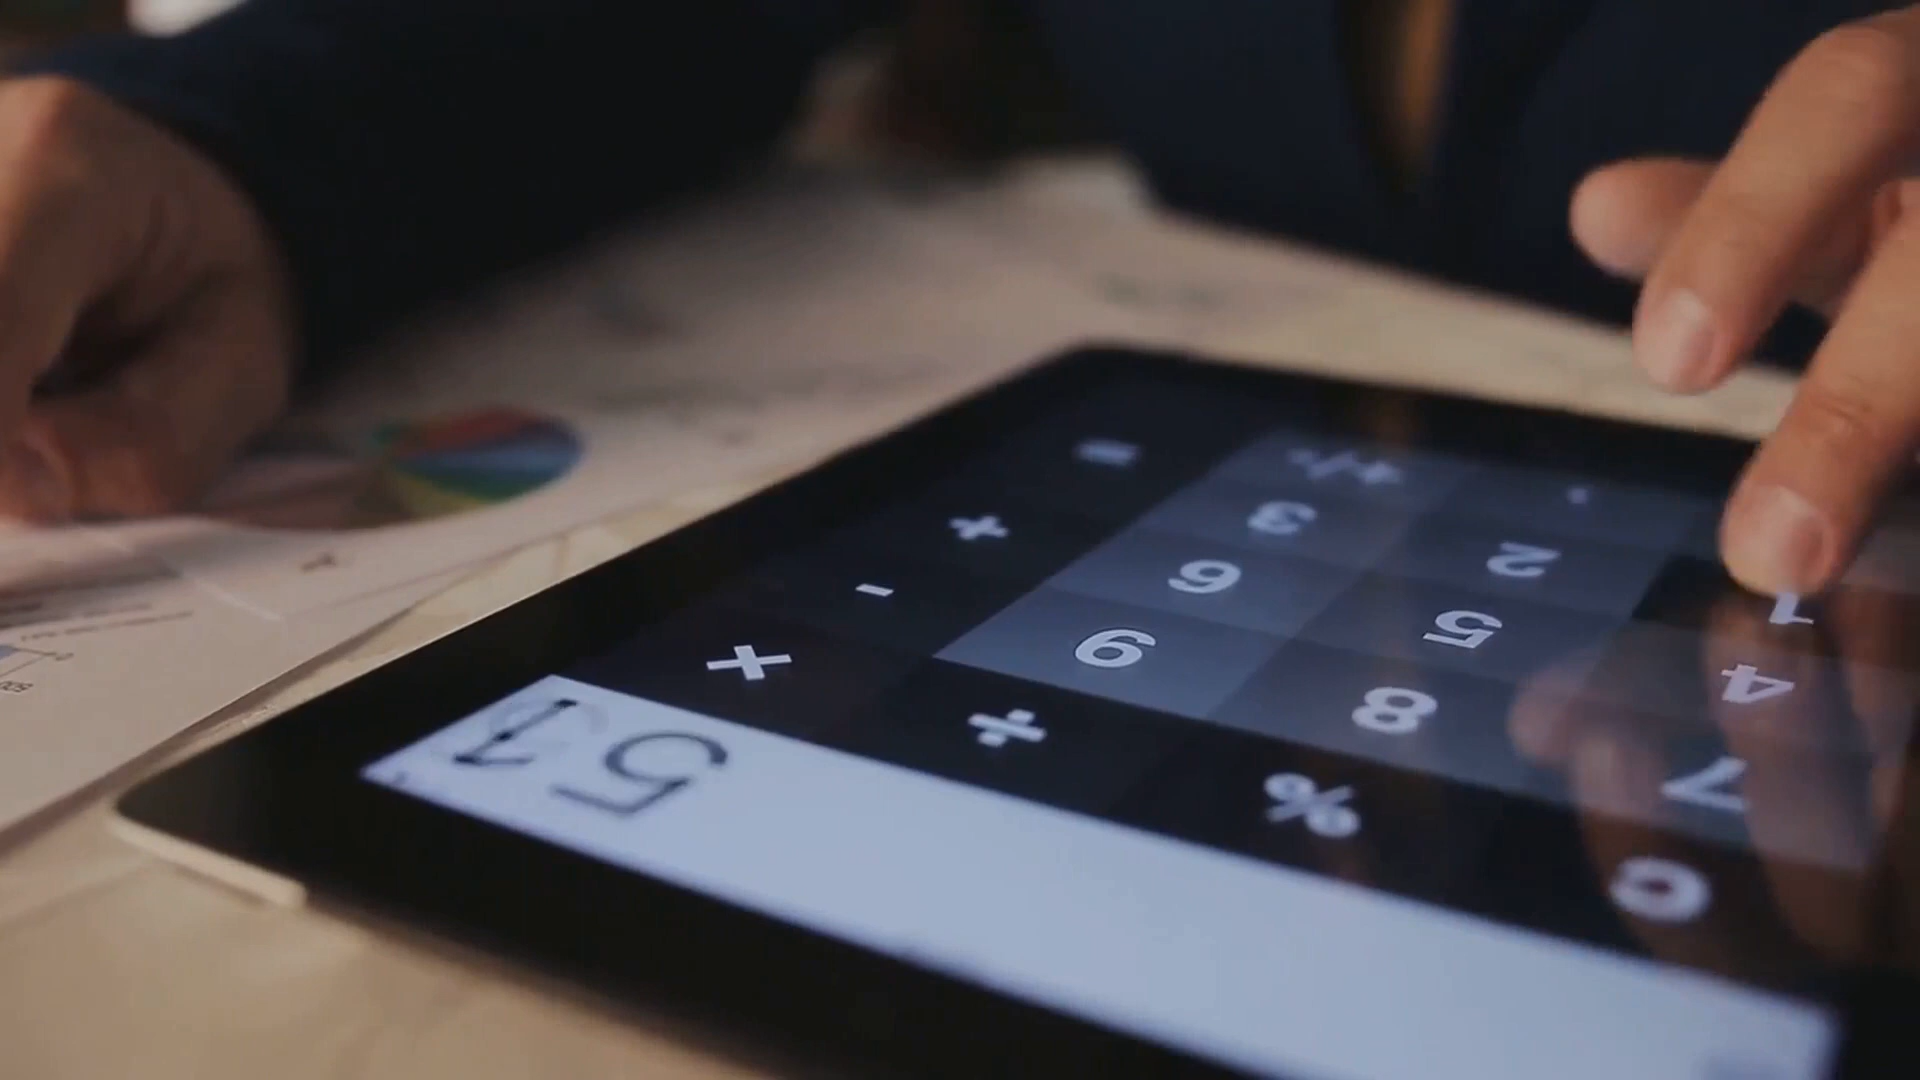 51
C % ÷ ×
7 8 9 -
4 5 6 +
1 2 3 =
. +/-